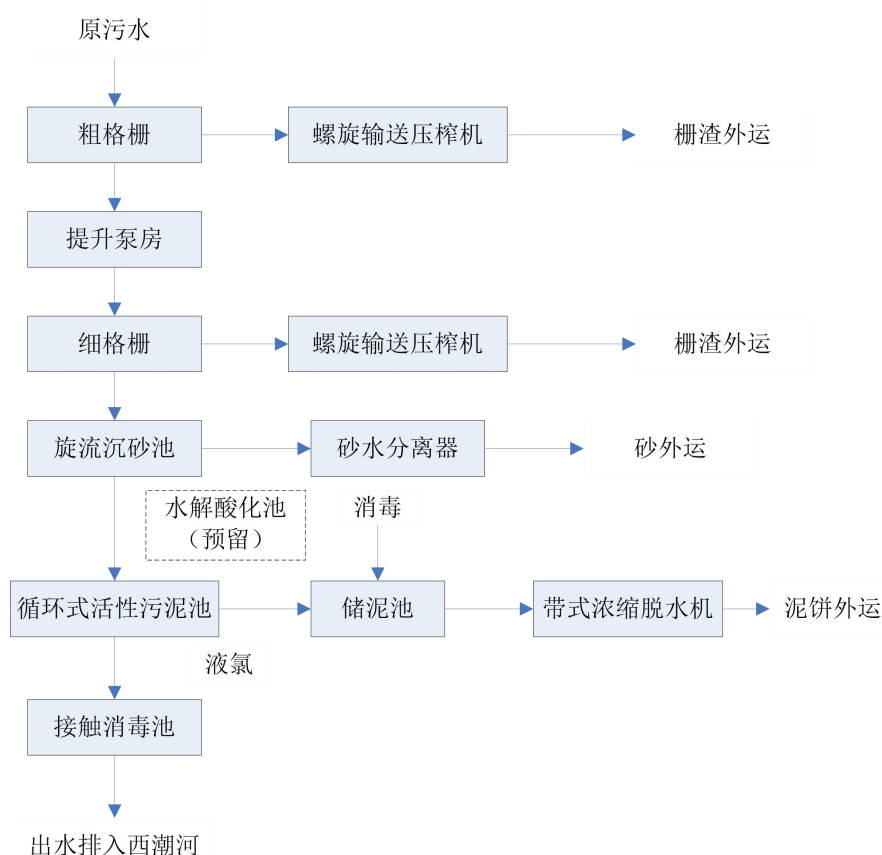 原污水
粗格栅
螺旋输送压榨机
栅渣外运
提升泵房
细格栅
螺旋输送压榨机
栅渣外运
旋流沉砂池
砂水分离器
砂外运
水解酸化池
（预留）
消毒
循环式活性污泥池
储泥池
带式浓缩脱水机
泥饼外运
液氯
接触消毒池
出水排入西潮河